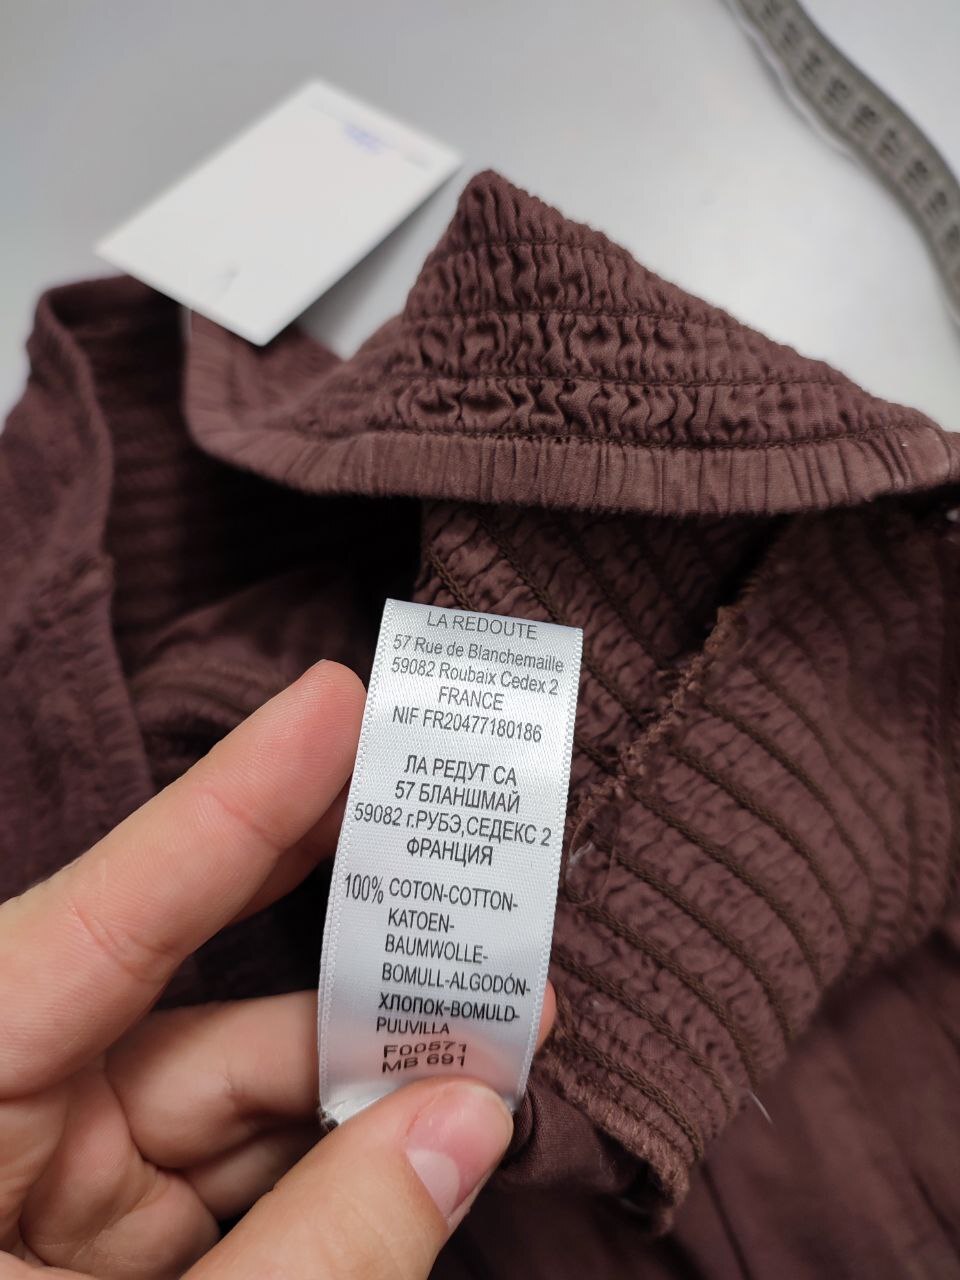 LA REDOUTE
57 Rue de Blanchemaille
59082 Roubaix Cedex 2
FRANCE
NIF FR20477180186
ЛА РЕДУТ СА
57 БЛАНШМАЙ
59082 г.РУБЭ,СЕДЕКС 2
ФРАНЦИЯ
100% COTON-COTTON-
KATOEN-
BAUMWOLLE-
BOMULL-ALGODÓN-
ХЛОПОК-BOMULD-
PUUVILLA
F00571
MB 691